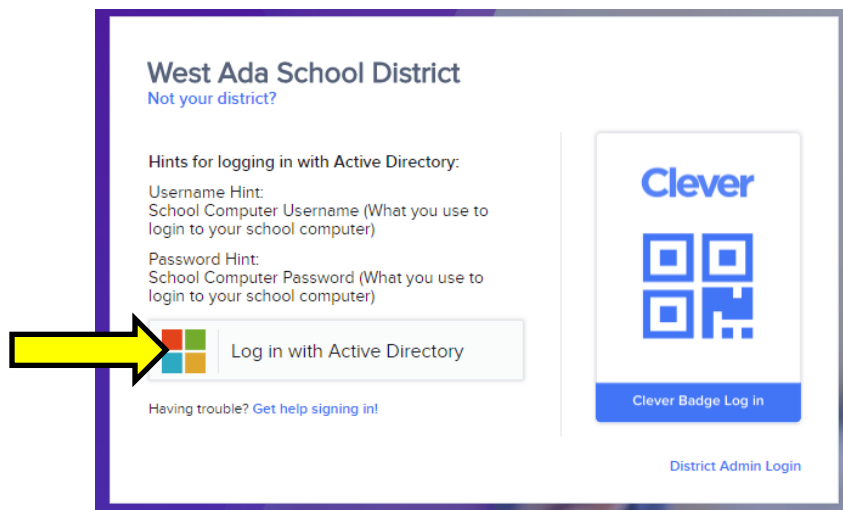 West Ada School District
Not your district?
Hints for logging in with Active Directory:
Username Hint:
School Computer Username (What you use to
login to your school computer)
Password Hint:
School Computer Password (What you use to
login to your school computer)
Log in with Active Directory
Having trouble? Get help signing in!
Clever
Clever Badge Log in
District Admin Login